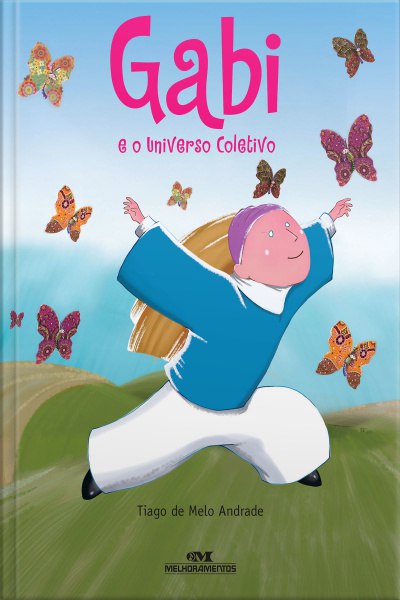 Gabi
e o Universo Coletivo
Tiago de Melo Andrade
M
MELHORAMENTOS